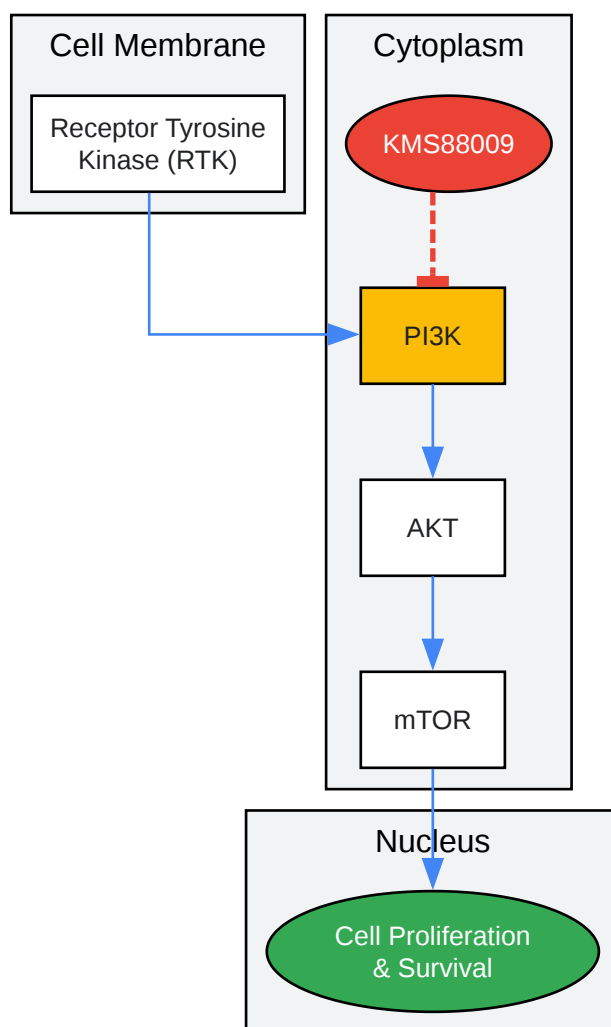 Cell Membrane
Receptor Tyrosine
Kinase (RTK)
Cytoplasm
KMS88009
PI3K
AKT
mTOR
Nucleus
Cell Proliferation
& Survival